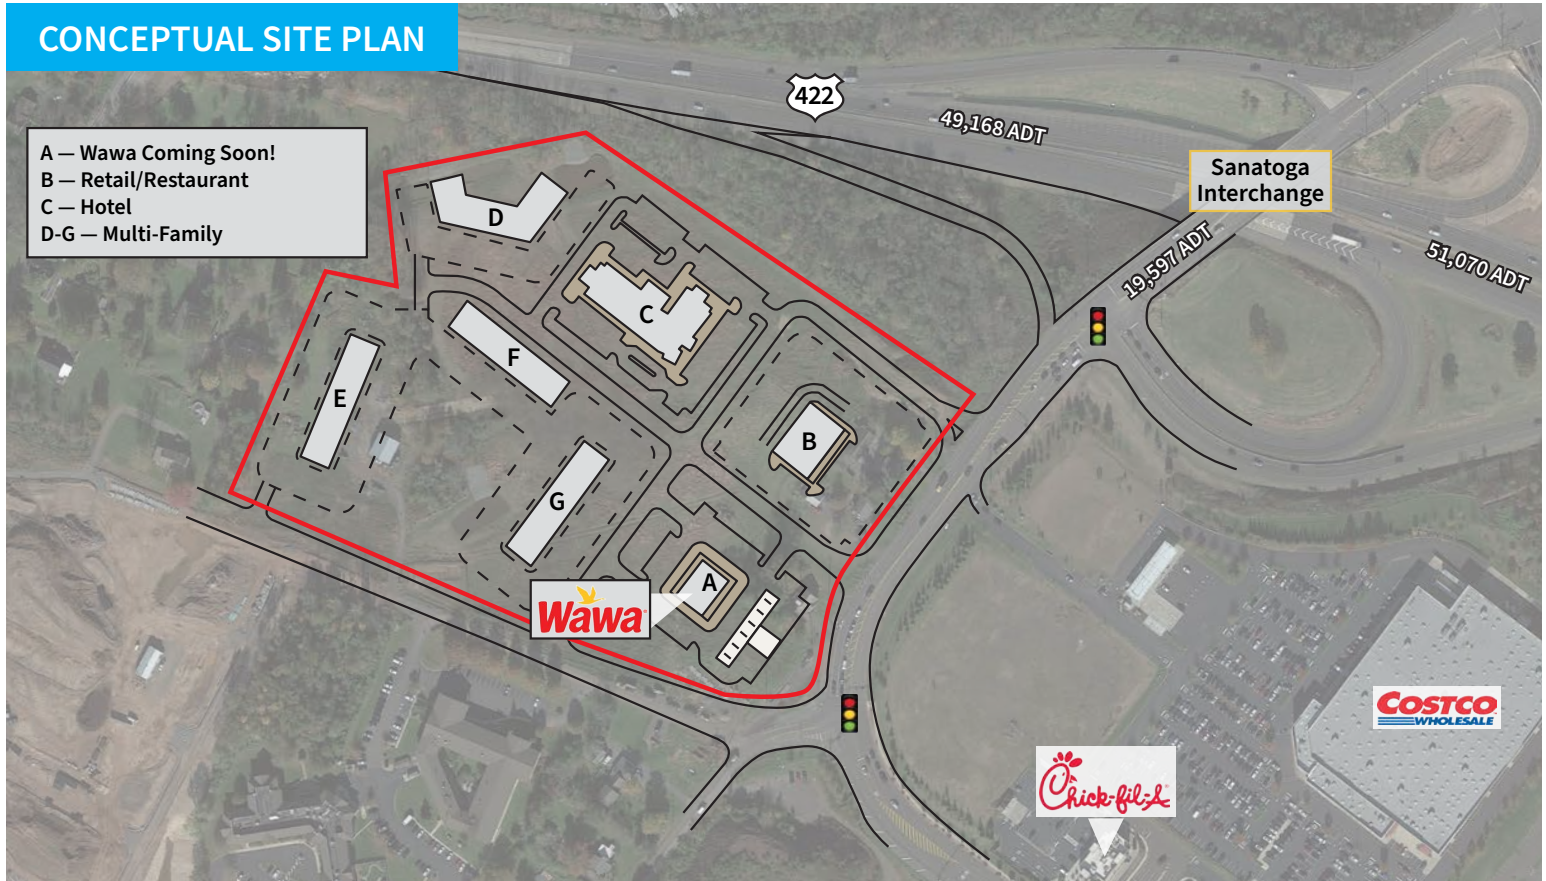 CONCEPTUAL SITE PLAN
422
49,168 ADT
A — Wawa Coming Soon!
B — Retail/Restaurant
C — Hotel
D-G — Multi-Family
Sanatoga
Interchange
19,597 ADT
51,070 ADT
D
C
F
E
B
G
A
Wawa
COSTCO
WHOLESALE
Chick-fil-A